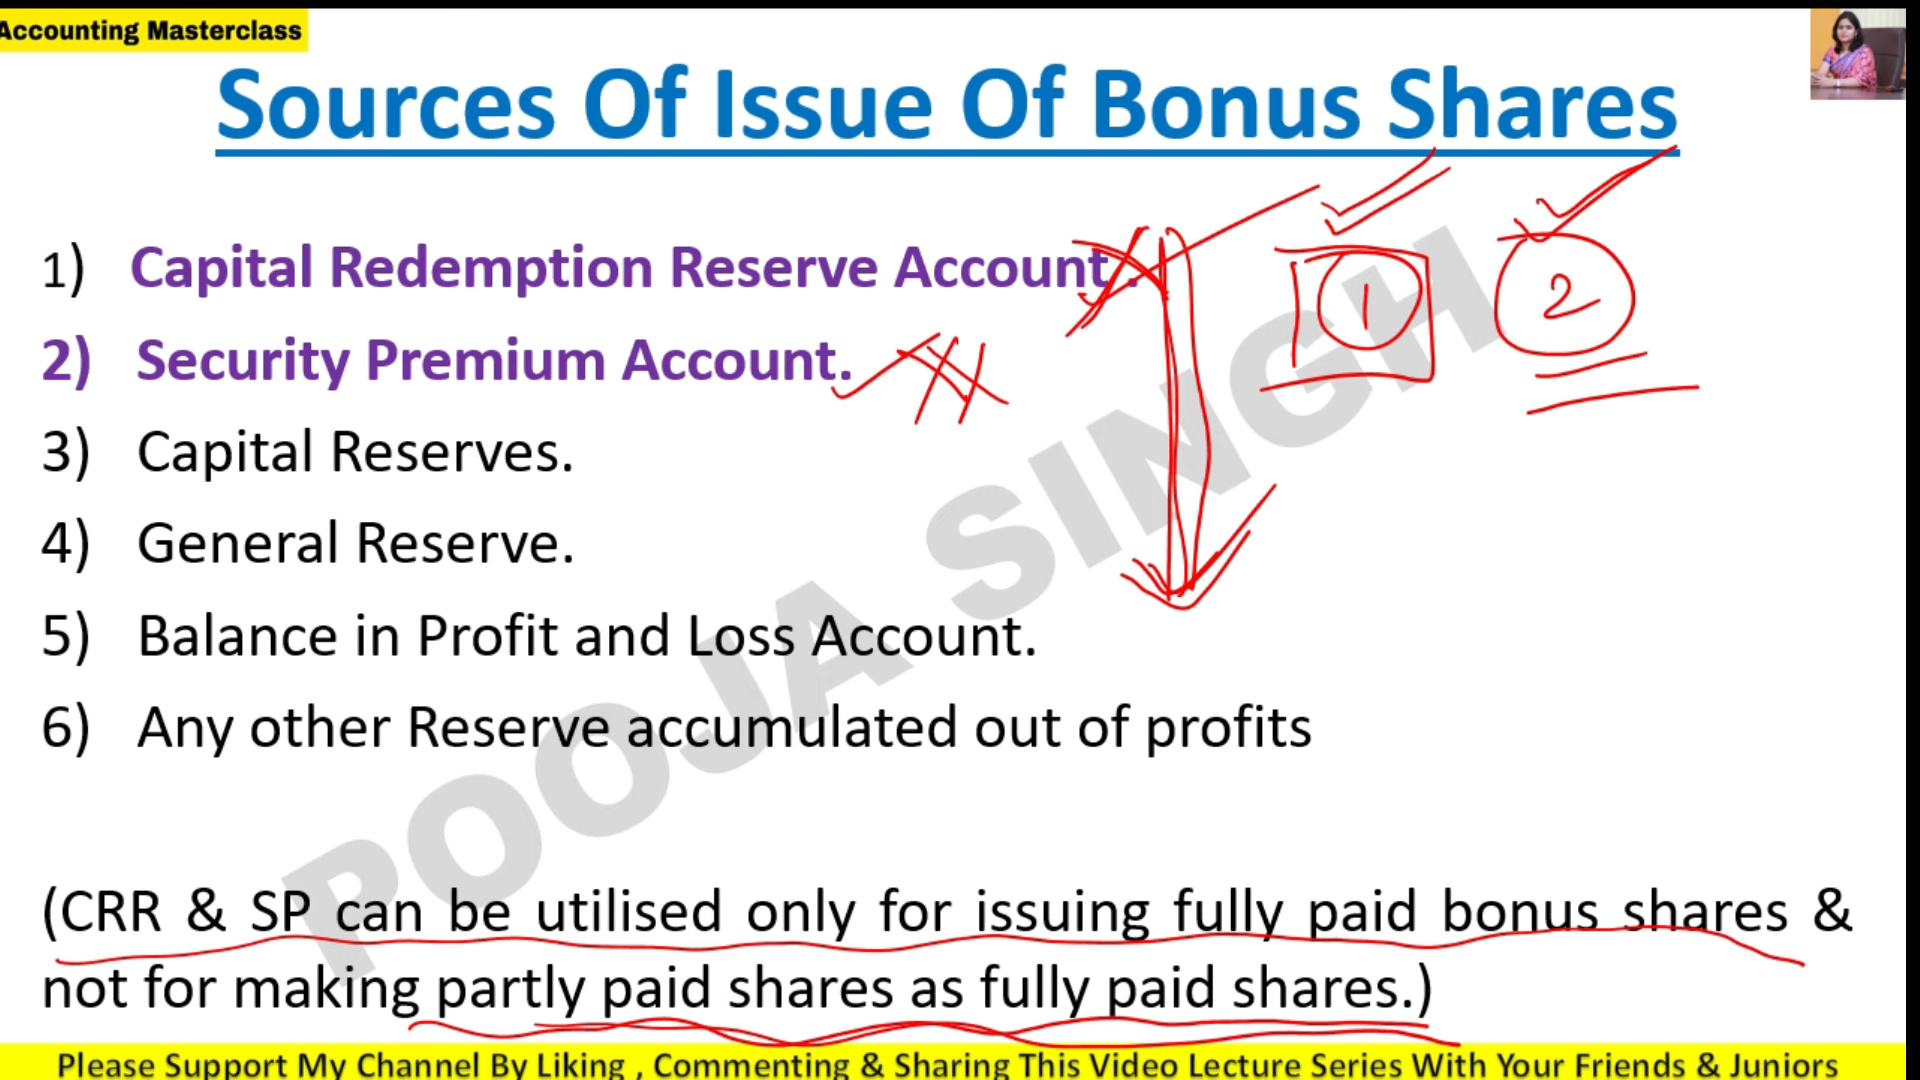 Accounting Masterclass
Sources Of Issue Of Bonus Shares
1) Capital Redemption Reserve Account .
2) Security Premium Account.
3) Capital Reserves.
4) General Reserve.
5) Balance in Profit and Loss Account.
6) Any other Reserve accumulated out of profits
1
2
POOJA SINGH
(CRR & SP can be utilised only for issuing fully paid bonus shares &
not for making partly paid shares as fully paid shares.)
Please Support My Channel By Liking , Commenting & Sharing This Video Lecture Series With Your Friends & Juniors